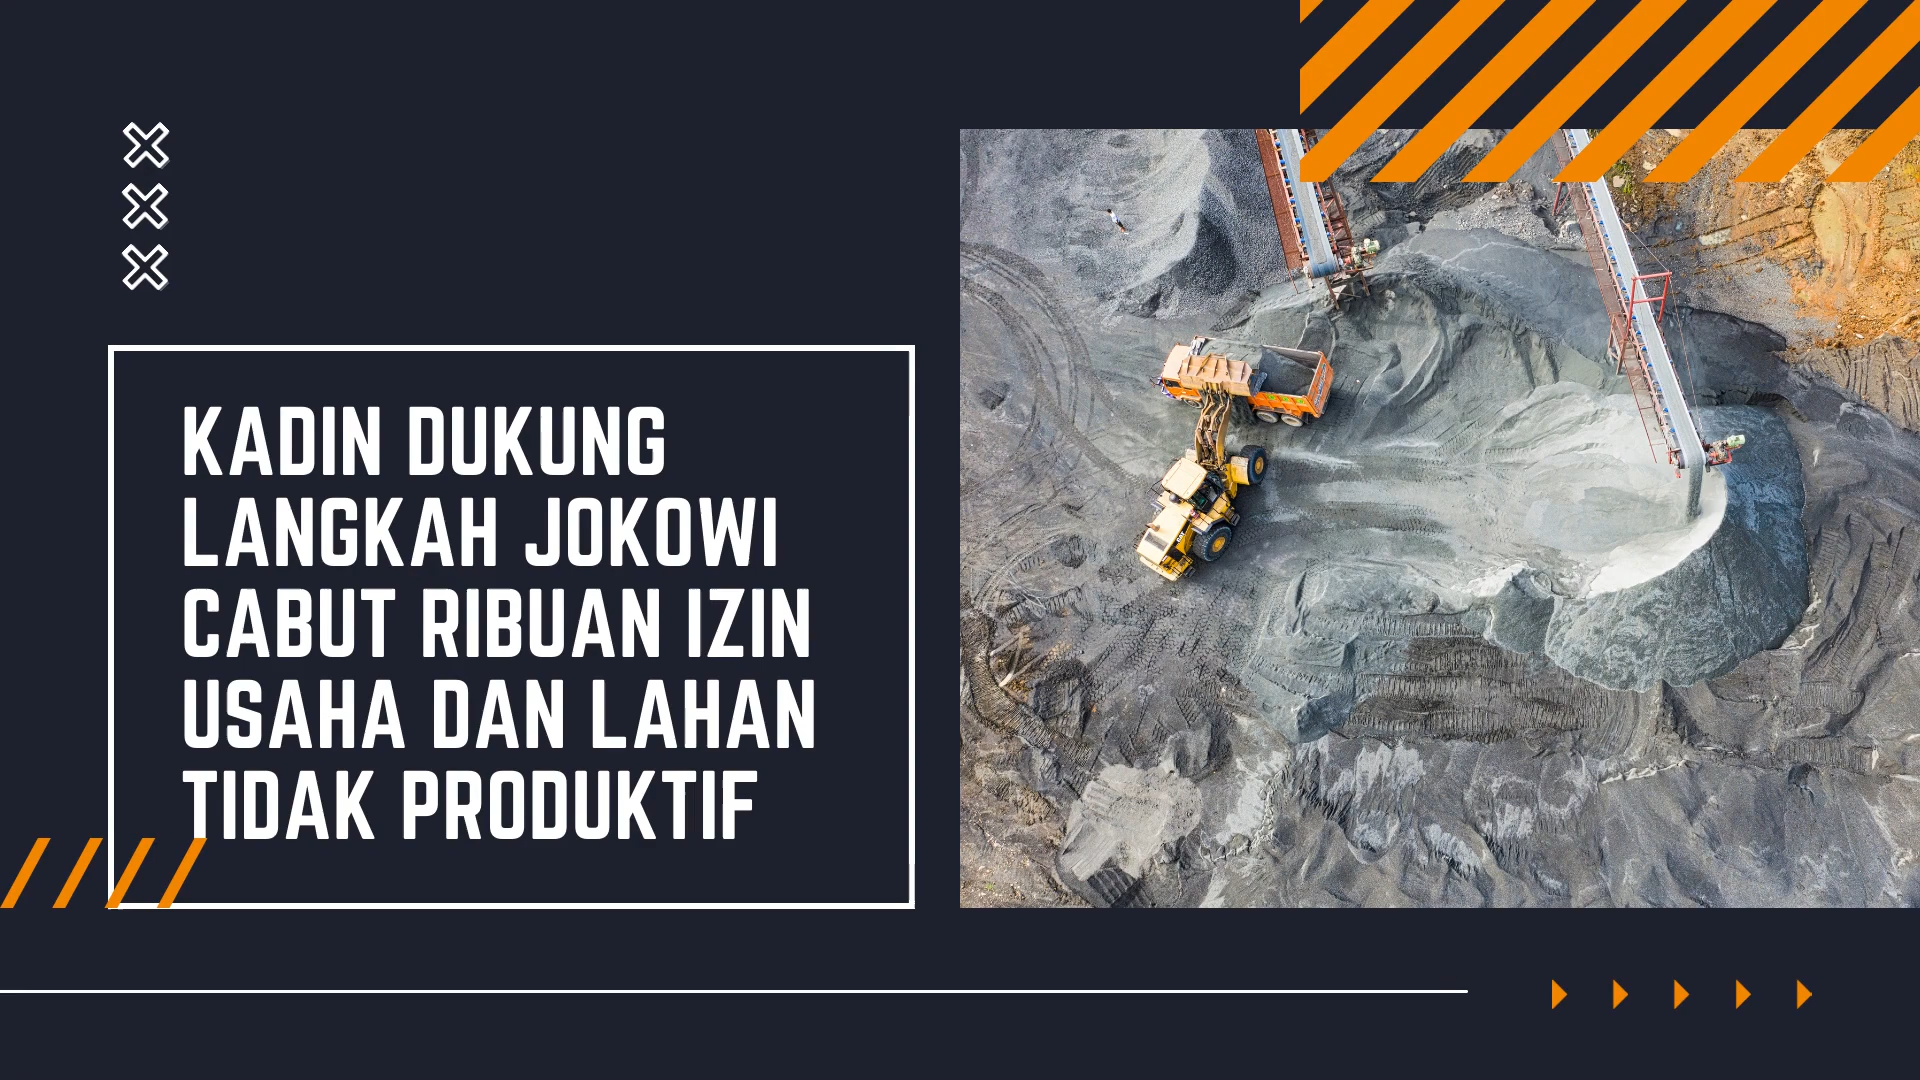 KADIN DUKUNG
LANGKAH JOKOWI
CABUT RIBUAN IZIN
USAHA DAN LAHAN
TIDAK PRODUKTIF